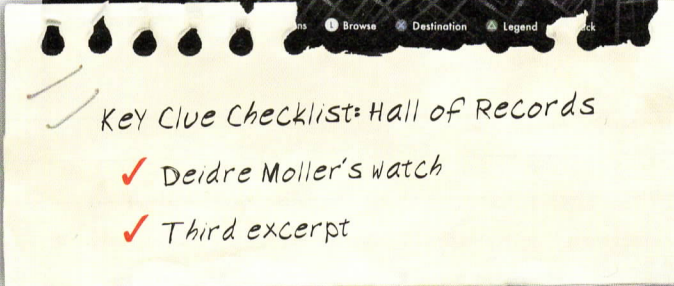 L Browse Destination Legend
Key Clue Checklist: Hall of Records
Deidre Moller's watch
Third excerpt